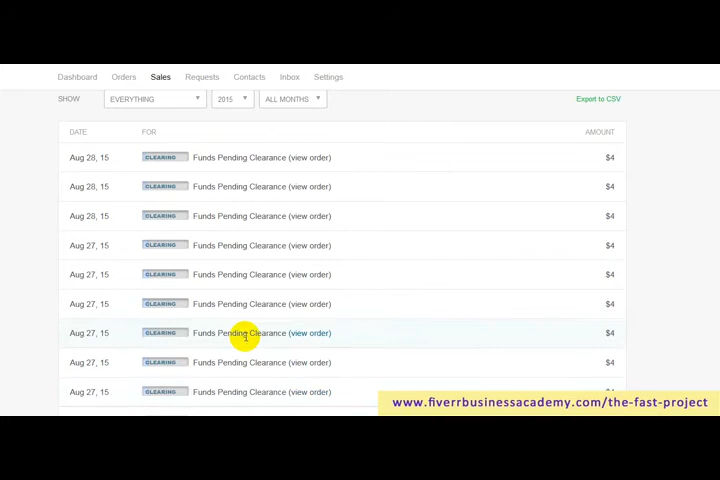 Dashboard Orders Sales Requests Contacts Inbox Settings
SHOW EVERYTHING 2015 ALL MONTHS Export to CSV
DATE FOR AMOUNT
Aug 28, 15 CLEARING Funds Pending Clearance (view order) $4
Aug 28, 15 CLEARING Funds Pending Clearance (view order) $4
Aug 28, 15 CLEARING Funds Pending Clearance (view order) $4
Aug 27, 15 CLEARING Funds Pending Clearance (view order) $4
Aug 27, 15 CLEARING Funds Pending Clearance (view order) $4
Aug 27, 15 CLEARING Funds Pending Clearance (view order) $4
Aug 27, 15 CLEARING Funds Pending Clearance (view order) $4
Aug 27, 15 CLEARING Funds Pending Clearance (view order) $4
Aug 27, 15 CLEARING Funds Pending Clearance (view order) $4
www.fiverrbusinessacademy.com/the-fast-project